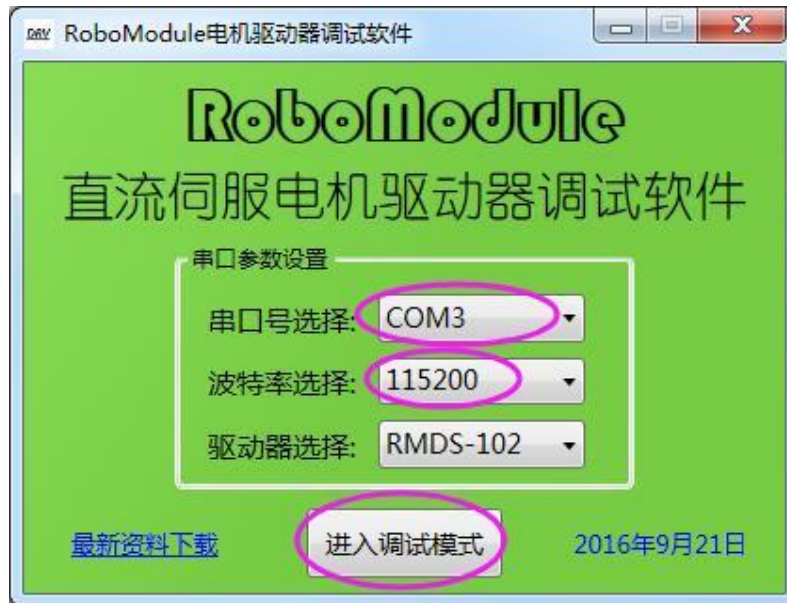 DRV RoboModule电机驱动器调试软件
RoboModule
直流伺服电机驱动器调试软件
串口参数设置
串口号选择: COM3
波特率选择: 115200
驱动器选择: RMDS-102
最新资料下载 进入调试模式 2016年9月21日